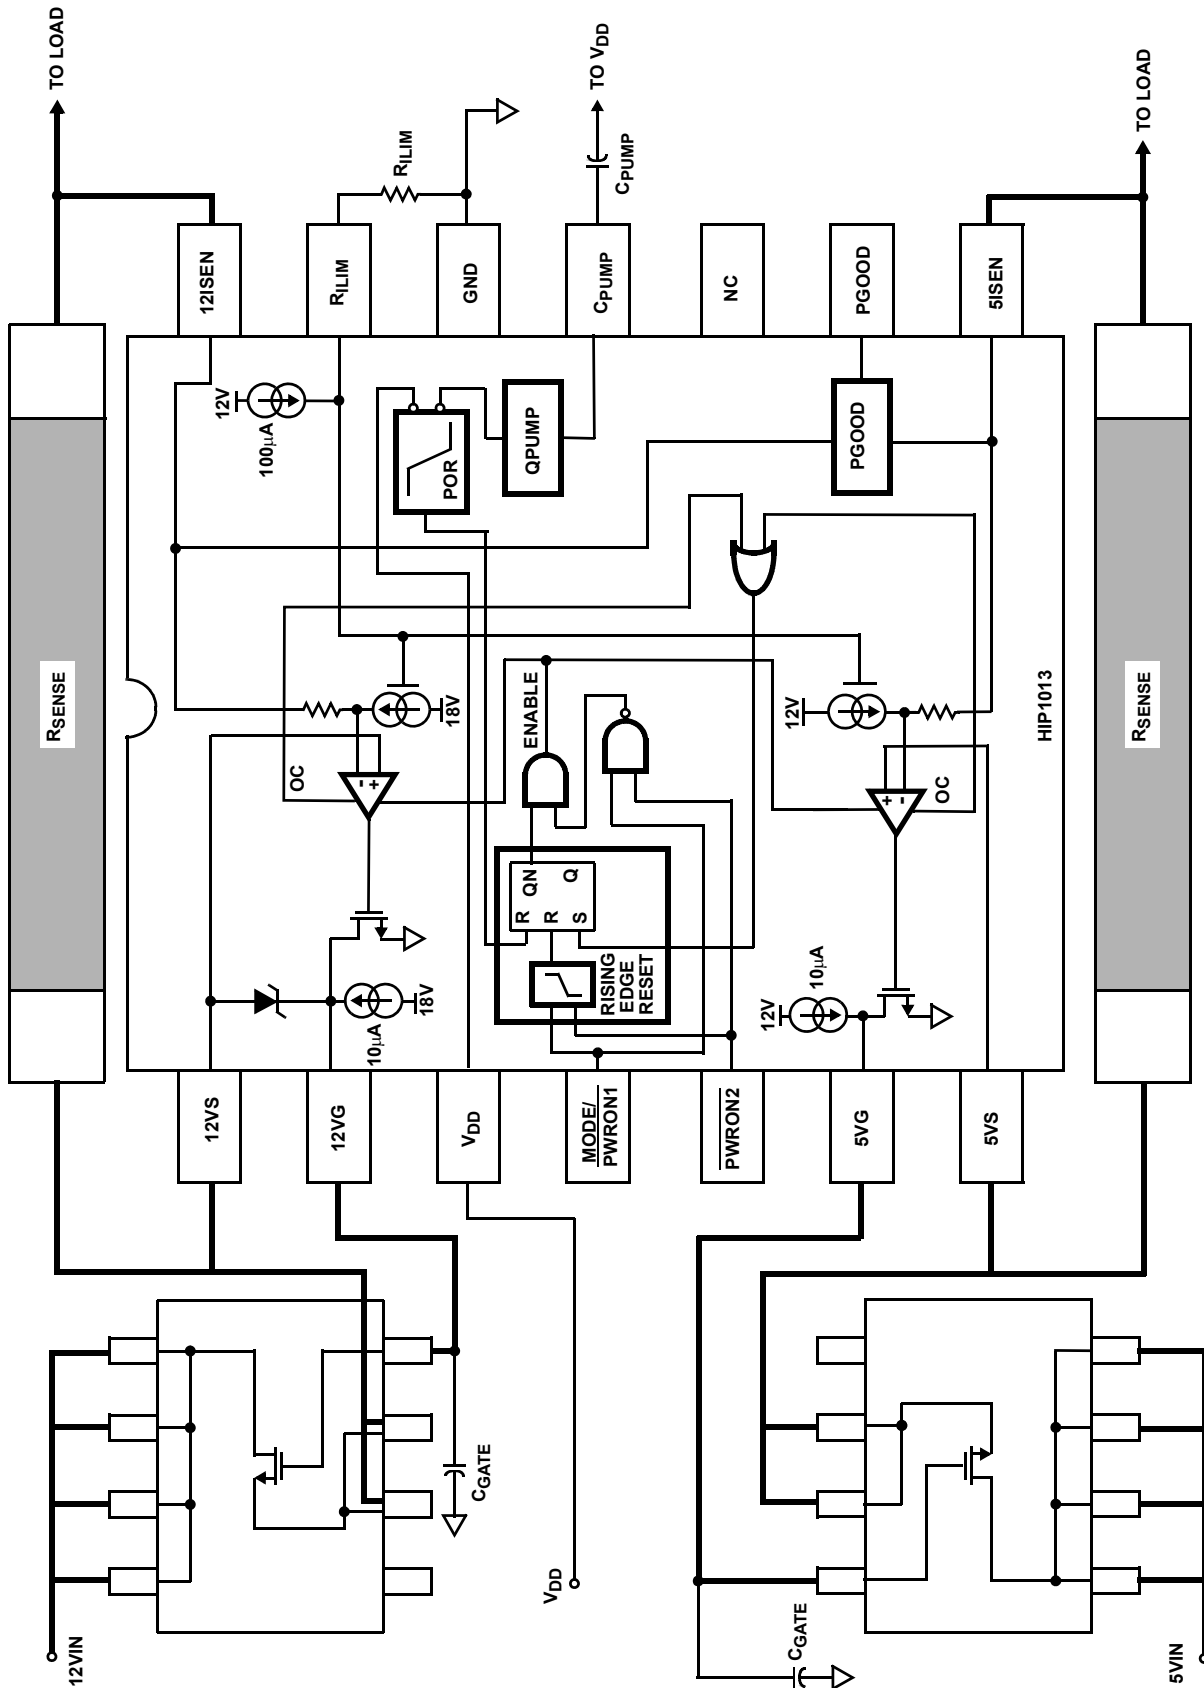 TO LOAD
RSENSE
12VIN
12ISEN
RILIM
GND
CPUMP
NC
PGOOD
5ISEN
RILIM
CPUMP
TO VDD
12V
100μA
POR
QPUMP
PGOOD
OC
-
+
18V
ENABLE
12V
+
-
OC
HIP1013
QN
Q
R
R
S
RISING
EDGE
RESET
10μA
18V
12V
10μA
12VS
12VG
VDD
MODE/
PWRON1
PWRON2
5VG
5VS
CGATE
VDD
CGATE
TO LOAD
RSENSE
5VIN